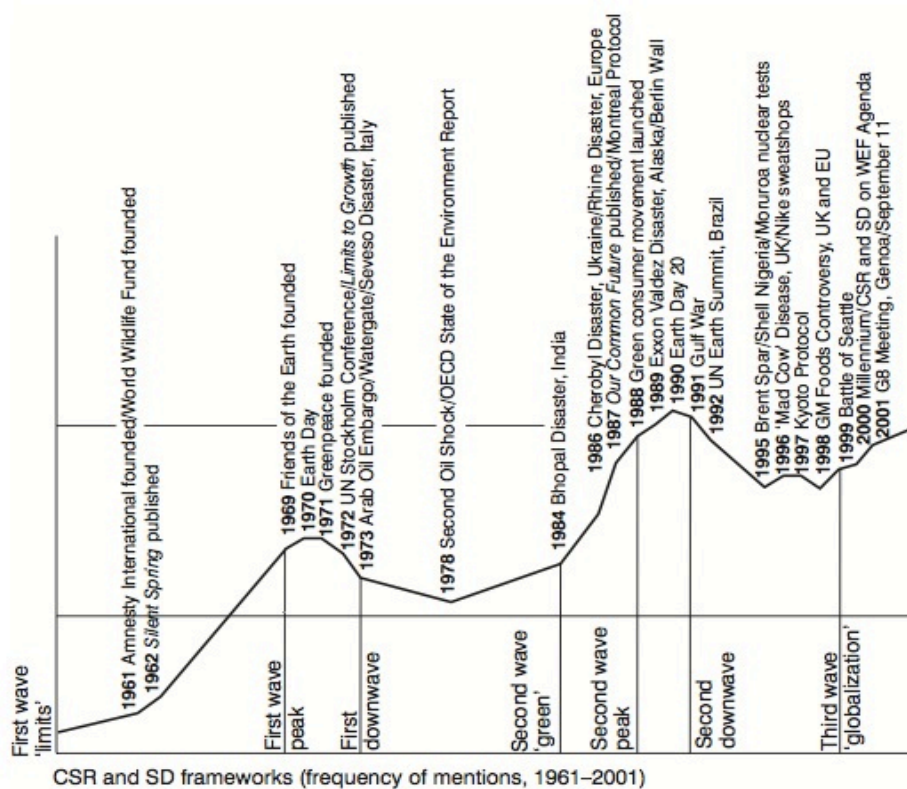 1961 Amnesty International founded/World Wildlife Fund founded
1962 Silent Spring published
1969 Friends of the Earth founded
1970 Earth Day
1971 Greenpeace founded
1972 UN Stockholm Conference/Limits to Growth published
1973 Arab Oil Embargo/Watergate/Seveso Disaster, Italy
1978 Second Oil Shock/OECD State of the Environment Report
1984 Bhopal Disaster, India
1986 Cherobyl Disaster, Ukraine/Rhine Disaster, Europe
1987 Our Common Future published/Montreal Protocol
1988 Green consumer movement launched
1989 Exxon Valdez Disaster, Alaska/Berlin Wall
1990 Earth Day 20
1991 Gulf War
1992 UN Earth Summit, Brazil
1995 Brent Spar/Shell Nigeria/Moruroa nuclear tests
1996 'Mad Cow' Disease, UK/Nike sweatshops
1997 Kyoto Protocol
1998 GM Foods Controversy, UK and EU
1999 Battle of Seattle
2000 Millennium/CSR and SD on WEF Agenda
2001 G8 Meeting, Genoa/September 11
First wave
'limits'
First wave
peak
First
downwave
Second wave
'green'
Second wave
peak
Second
downwave
Third wave
'globalization'
CSR and SD frameworks (frequency of mentions, 1961–2001)